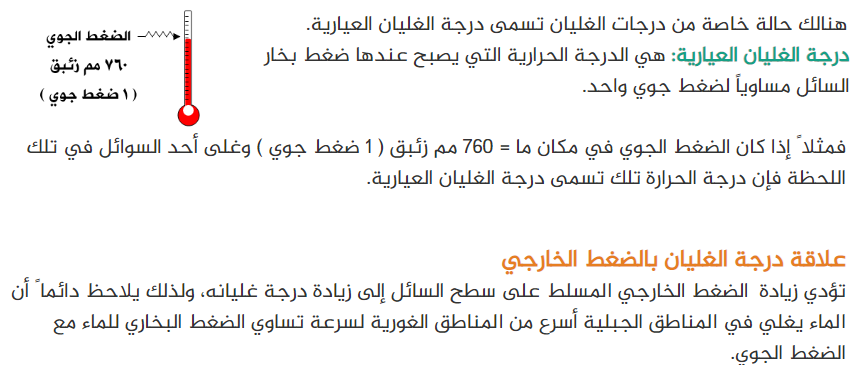 هنالك حالة خاصة من درجات الغليان تسمى درجة الغليان العيارية.
درجة الغليان العيارية: هي الدرجة الحرارية التي يصبح عندها ضغط بخار
السائل مساوياً لضغط جوي واحد.
الضغط الجوي
٧٦٠ مم زئبق
( ١ ضغط جوي )
فمثلاً إذا كان الضغط الجوي في مكان ما = 760 مم زئبق ( 1 ضغط جوي ) وغلى أحد السوائل في تلك
اللحظة فإن درجة الحرارة تلك تسمى درجة الغليان العيارية.
علاقة درجة الغليان بالضغط الخارجي
تؤدي زيادة الضغط الخارجي المسلط على سطح السائل إلى زيادة درجة غليانه، ولذلك يلاحظ دائماً أن
الماء يغلي في المناطق الجبلية أسرع من المناطق الغورية لسرعة تساوي الضغط البخاري للماء مع
الضغط الجوي.